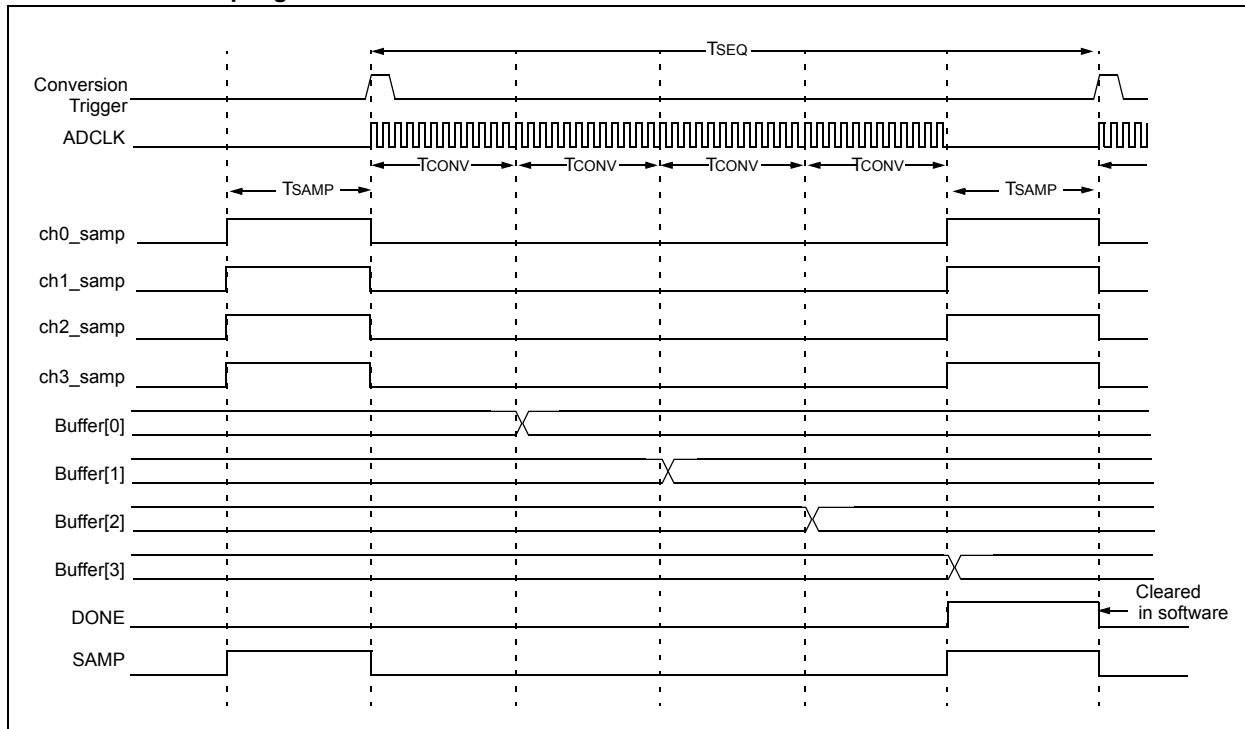 TSEQ
Conversion
Trigger
ADCLK
TCONV TCONV TCONV TCONV
TSAMP TSAMP
ch0_samp
ch1_samp
ch2_samp
ch3_samp
Buffer[0]
Buffer[1]
Buffer[2]
Buffer[3]
Cleared
in software
DONE
SAMP